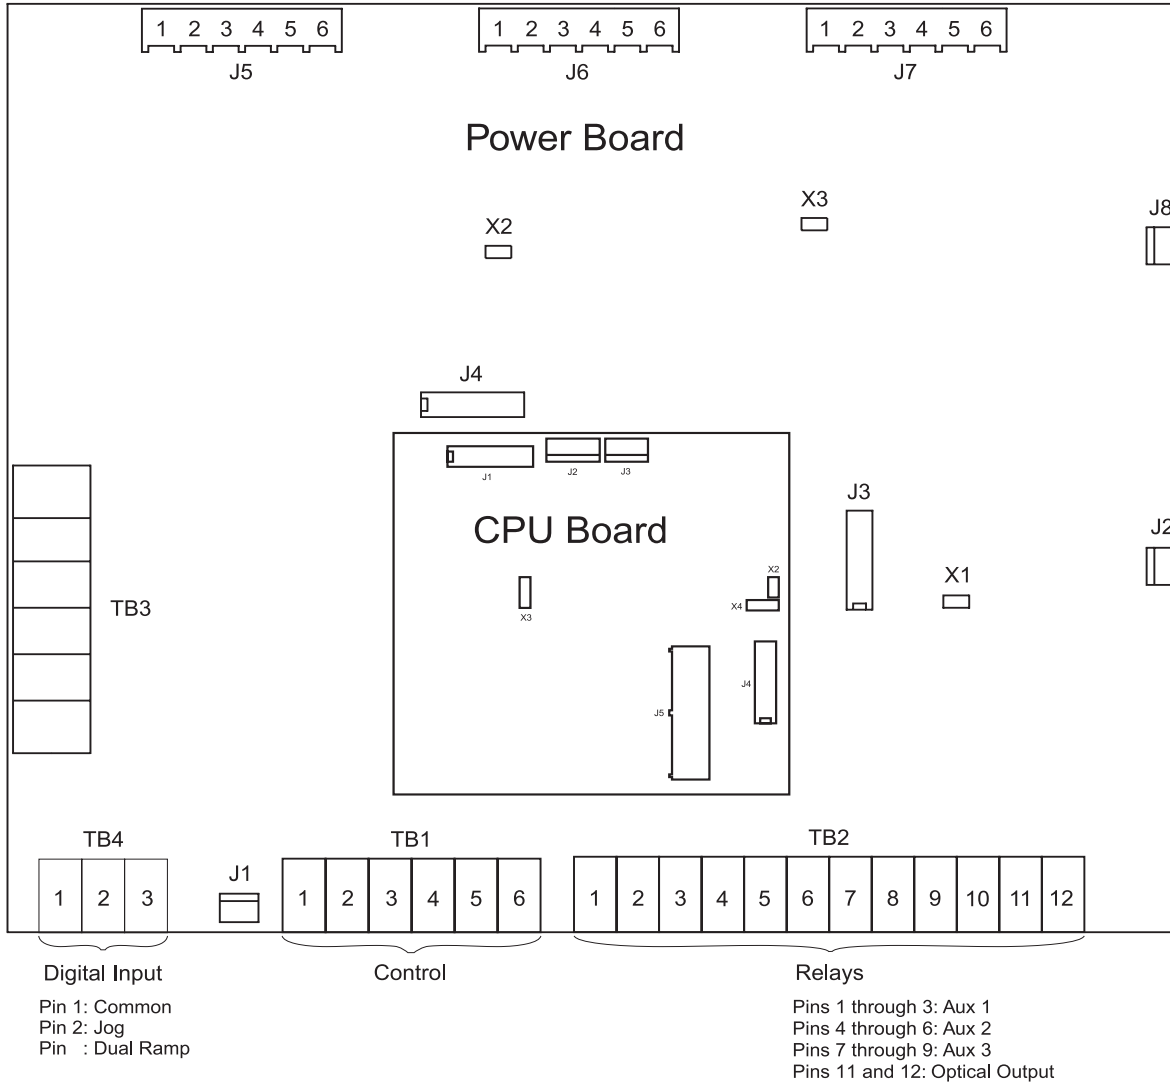 1 2 3 4 5 6
1 2 3 4 5 6
1 2 3 4 5 6
J5
J6
J7
Power Board
X2
X3
J8
J4
J1
J2
J3
CPU Board
J3
J2
X3
X2
X4
X1
TB3
J4
J5
TB4
J1
TB1
TB2
1 2 3
1 2 3 4 5 6
1 2 3 4 5 6 7 8 9 10 11 12
Digital Input
Control
Relays
Pin 1: Common
Pin 2: Jog
Pin : Dual Ramp
Pins 1 through 3: Aux 1
Pins 4 through 6: Aux 2
Pins 7 through 9: Aux 3
Pins 11 and 12: Optical Output